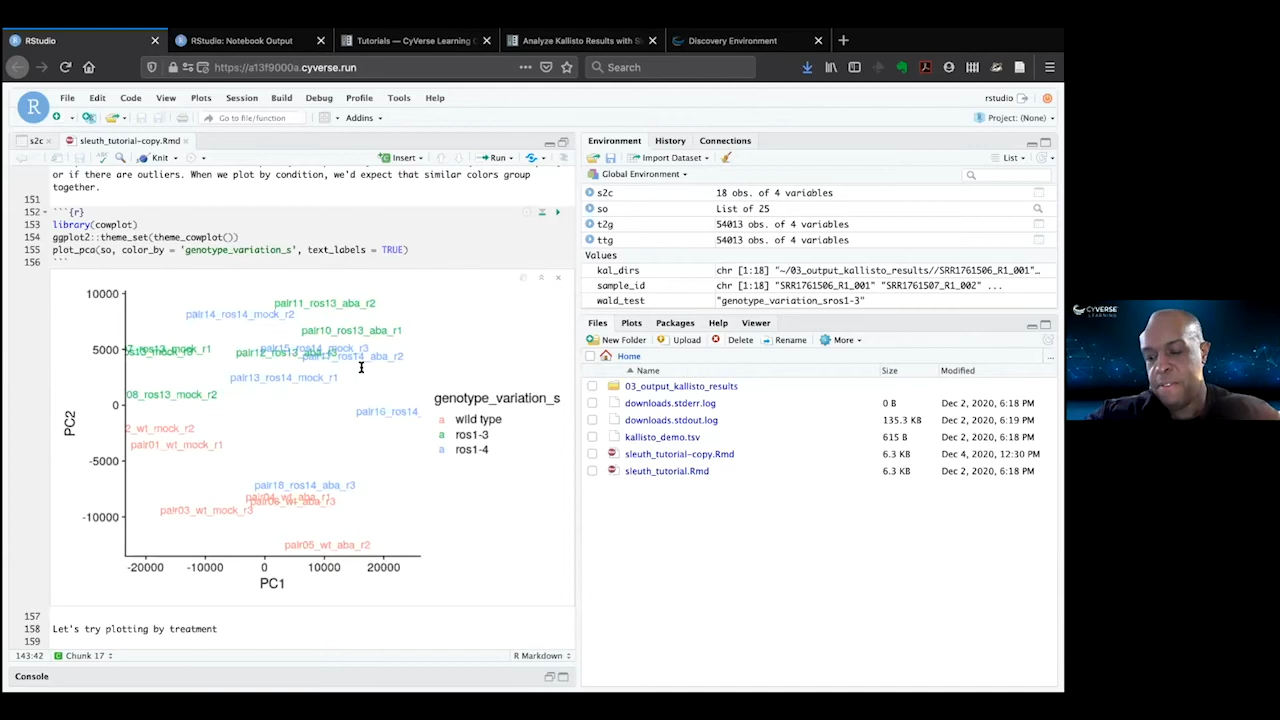 RStudio
RStudio: Notebook Output
Tutorials — CyVerse Learning C
Analyze Kallisto Results with S
Discovery Environment
https://a13f9000a.cyverse.run
Search
File Edit Code View Plots Session Build Debug Profile Tools Help
rstudio
Go to file/function
Addins
Project: (None)
s2c
sleuth_tutorial-copy.Rmd
Knit
Insert
Run
or if there are outliers. When we plot by condition, we'd expect that similar colors group
together.
151
152 ```{r}
153 library(cowplot)
154 ggplot2::theme_set(theme_cowplot())
155 plot_pca(so, color_by = 'genotype_variation_s', text_labels = TRUE)
156 ```
10000
5000
0
-5000
-10000
PC2
pair11_ros13_aba_r2
pair14_ros14_mock_r2
pair10_ros13_aba_r1
pair15_ros14_mock_r3
7_ros13_mock_r1
pair12_ros13_aba_r3
ros14_aba_r2
pair13_ros14_mock_r1
08_ros13_mock_r2
pair16_ros14_
2_wt_mock_r2
pair01_wt_mock_r1
pair18_ros14_aba_r3
pair04_wt_aba_r1
pair06_wt_aba_r3
pair03_wt_mock_r3
pair05_wt_aba_r2
-20000 -10000 0 10000 20000
PC1
genotype_variation_s
a wild type
a ros1-3
a ros1-4
157
158 Let's try plotting by treatment
159
143:42
Chunk 17
R Markdown
Console
Environment History Connections
Import Dataset
List
Global Environment
s2c 18 obs. of 4 variables
so List of 25
t2g 54013 obs. of 4 variables
ttg 54013 obs. of 4 variables
Values
kal_dirs chr [1:18] "~/03_output_kallisto_results//SRR1761506_R1_001"…
sample_id chr [1:18] "SRR1761506_R1_001" "SRR1761507_R1_002" ...
wald_test "genotype_variation_sros1-3"
Files Plots Packages Help Viewer
New Folder Upload Delete Rename More
Home
Name Size Modified
03_output_kallisto_results
downloads.stderr.log 0 B Dec 2, 2020, 6:18 PM
downloads.stdout.log 135.3 KB Dec 2, 2020, 6:19 PM
kallisto_demo.tsv 615 B Dec 2, 2020, 6:18 PM
sleuth_tutorial-copy.Rmd 6.3 KB Dec 4, 2020, 12:30 PM
sleuth_tutorial.Rmd 6.3 KB Dec 2, 2020, 6:18 PM
CYVERSE
LEARNING